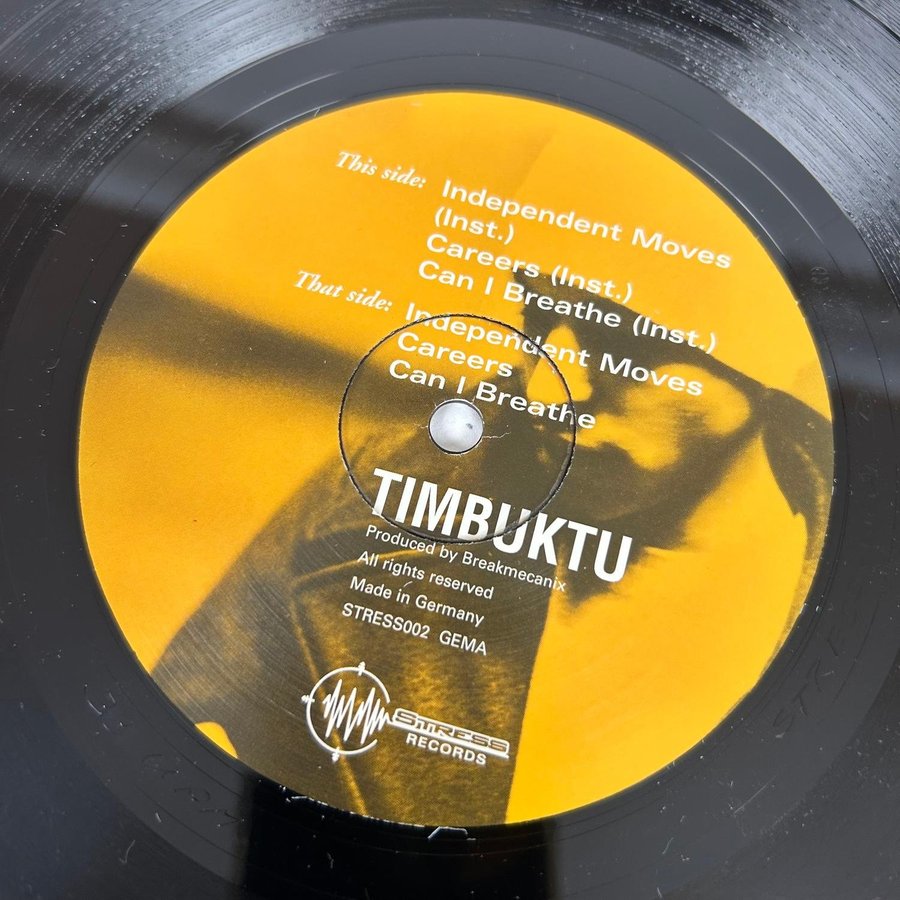 This side: Independent Moves
(Inst.)
Careers (Inst.)
Can I Breathe (Inst.)
That side: Independent Moves
Careers
Can I Breathe
TIMBUKTU
Produced by Breakmecanix
All rights reserved
Made in Germany
STRESS002 GEMA
STRESS
RECORDS